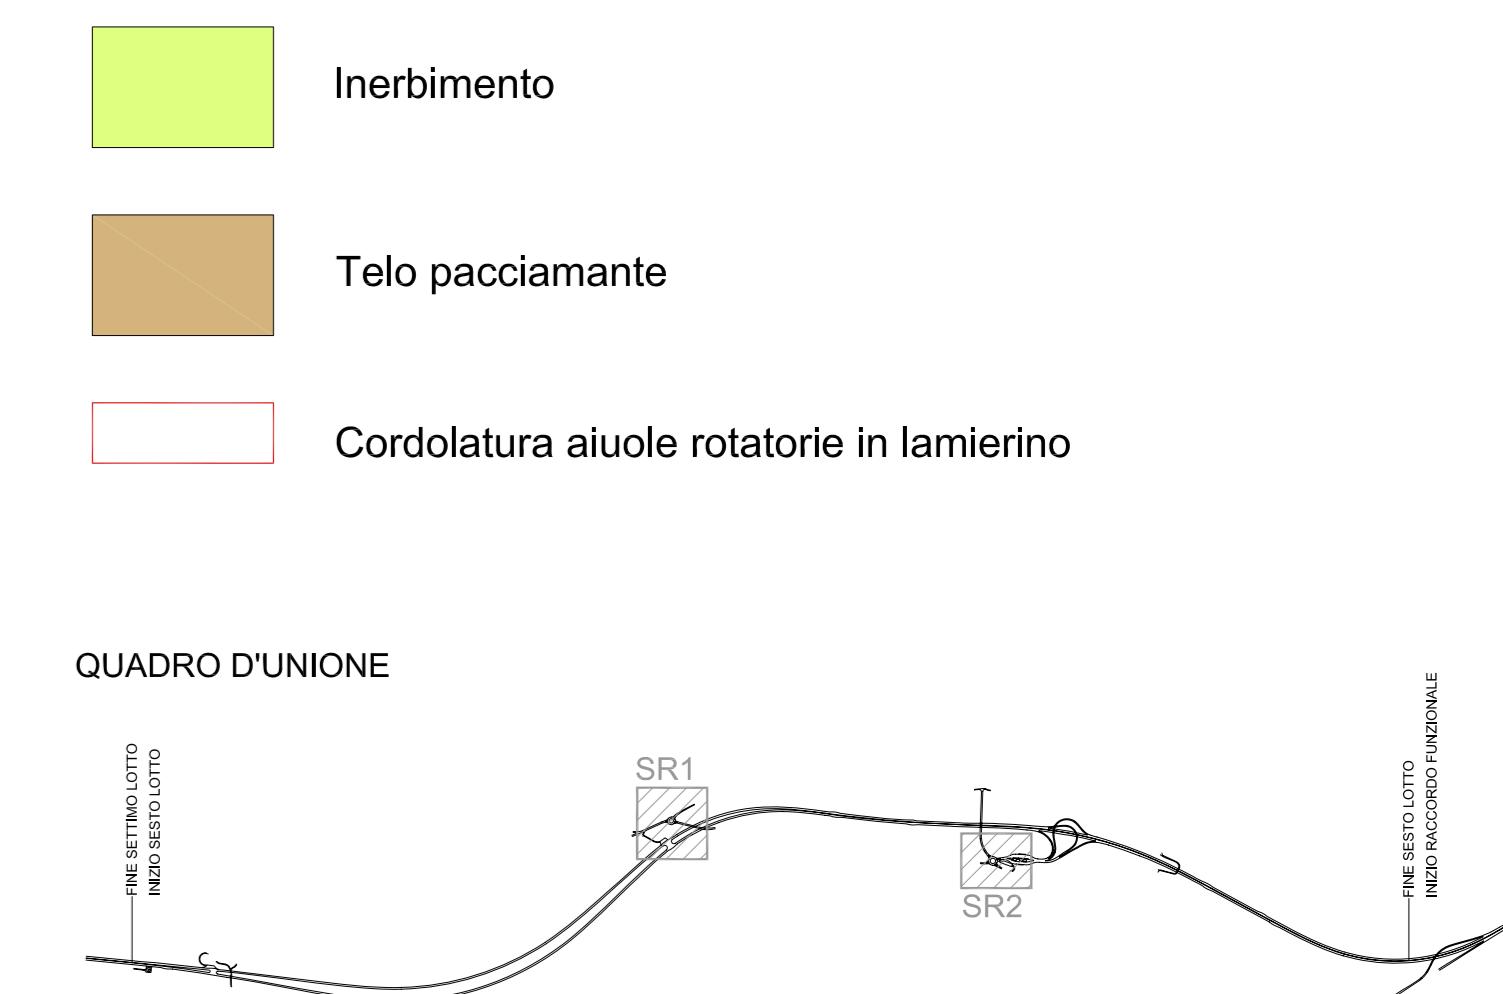 Inerbimento
Telo pacciamante
Cordolatura aiuole rotatorie in lamierino
QUADRO D'UNIONE
FINE SETTIMO LOTTO
INIZIO SESTO LOTTO
SR1
SR2
FINE SESTO LOTTO
INIZIO RACCORDO FUNZIONALE